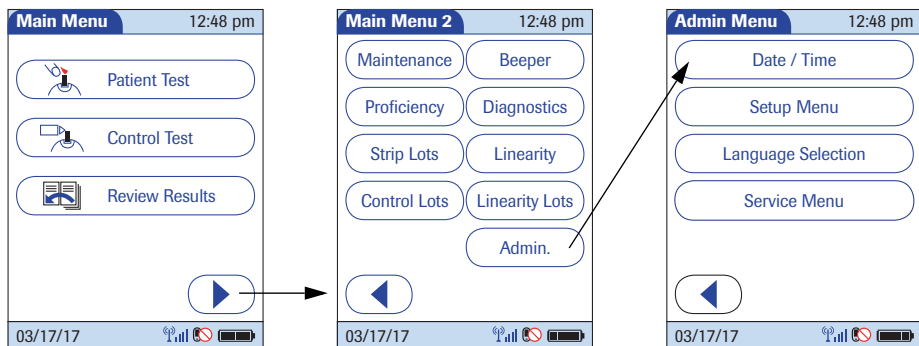 Main Menu 12:48 pm
Patient Test
Control Test
Review Results
03/17/17
Main Menu 2 12:48 pm
Maintenance Beeper
Proficiency Diagnostics
Strip Lots Linearity
Control Lots Linearity Lots
Admin.
03/17/17
Admin Menu 12:48 pm
Date / Time
Setup Menu
Language Selection
Service Menu
03/17/17